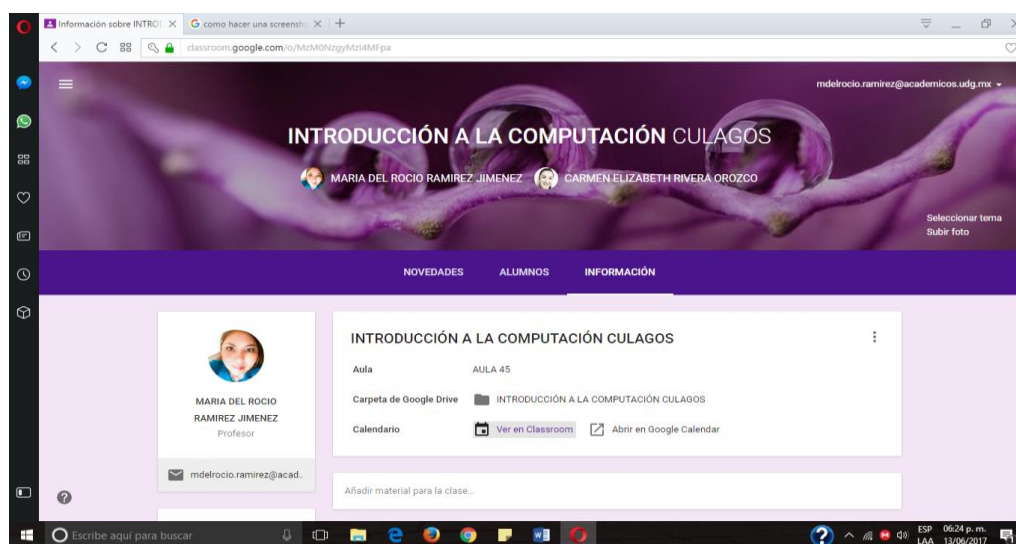 Información sobre INTRO
como hacer una screensh
classroom.google.com/o/MzM0NzgyMzI4MFpa
mdelrocio.ramirez@academicos.udg.mx
INTRODUCCIÓN A LA COMPUTACIÓN CULAGOS
MARIA DEL ROCIO RAMIREZ JIMENEZ CARMEN ELIZABETH RIVERA OROZCO
Seleccionar tema
Subir foto
NOVEDADES ALUMNOS INFORMACIÓN
MARIA DEL ROCIO
RAMIREZ JIMENEZ
Profesor
mdelrocio.ramirez@acad..
INTRODUCCIÓN A LA COMPUTACIÓN CULAGOS
Aula AULA 45
Carpeta de Google Drive INTRODUCCIÓN A LA COMPUTACIÓN CULAGOS
Calendario Ver en Classroom Abrir en Google Calendar
Añadir material para la clase...
Escribe aquí para buscar
ESP 06:24 p. m.
LAA 13/06/2017